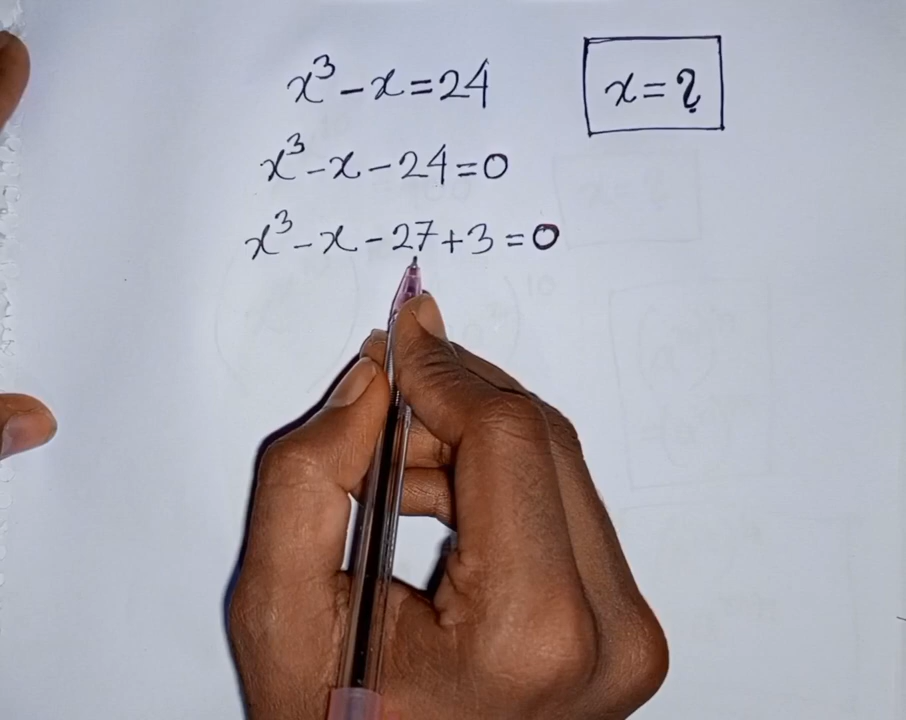 x³ - x = 24
x = ?
x³ - x - 24 = 0
x³ - x - 27 + 3 = 0